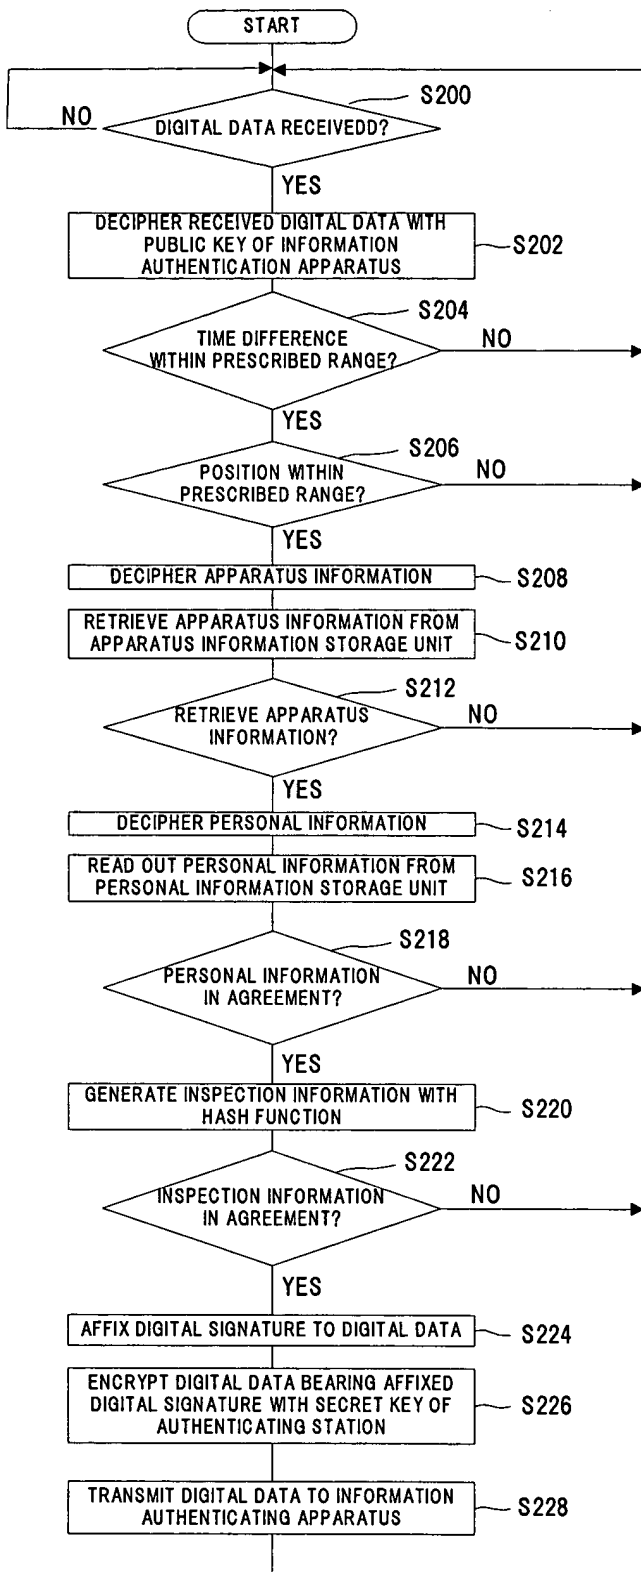 START
S200
NO
DIGITAL DATA RECEIVEDD?
YES
DECIPHER RECEIVED DIGITAL DATA WITH
PUBLIC KEY OF INFORMATION
AUTHENTICATION APPARATUS
S202
S204
TIME DIFFERENCE
WITHIN PRESCRIBED RANGE?
NO
YES
S206
POSITION WITHIN
PRESCRIBED RANGE?
NO
YES
DECIPHER APPARATUS INFORMATION
S208
RETRIEVE APPARATUS INFORMATION FROM
APPARATUS INFORMATION STORAGE UNIT
S210
S212
RETRIEVE APPARATUS
INFORMATION?
NO
YES
DECIPHER PERSONAL INFORMATION
S214
READ OUT PERSONAL INFORMATION FROM
PERSONAL INFORMATION STORAGE UNIT
S216
S218
PERSONAL INFORMATION
IN AGREEMENT?
NO
YES
GENERATE INSPECTION INFORMATION WITH
HASH FUNCTION
S220
S222
INSPECTION INFORMATION
IN AGREEMENT?
NO
YES
AFFIX DIGITAL SIGNATURE TO DIGITAL DATA
S224
ENCRYPT DIGITAL DATA BEARING AFFIXED
DIGITAL SIGNATURE WITH SECRET KEY OF
AUTHENTICATING STATION
S226
TRANSMIT DIGITAL DATA TO INFORMATION
AUTHENTICATING APPARATUS
S228